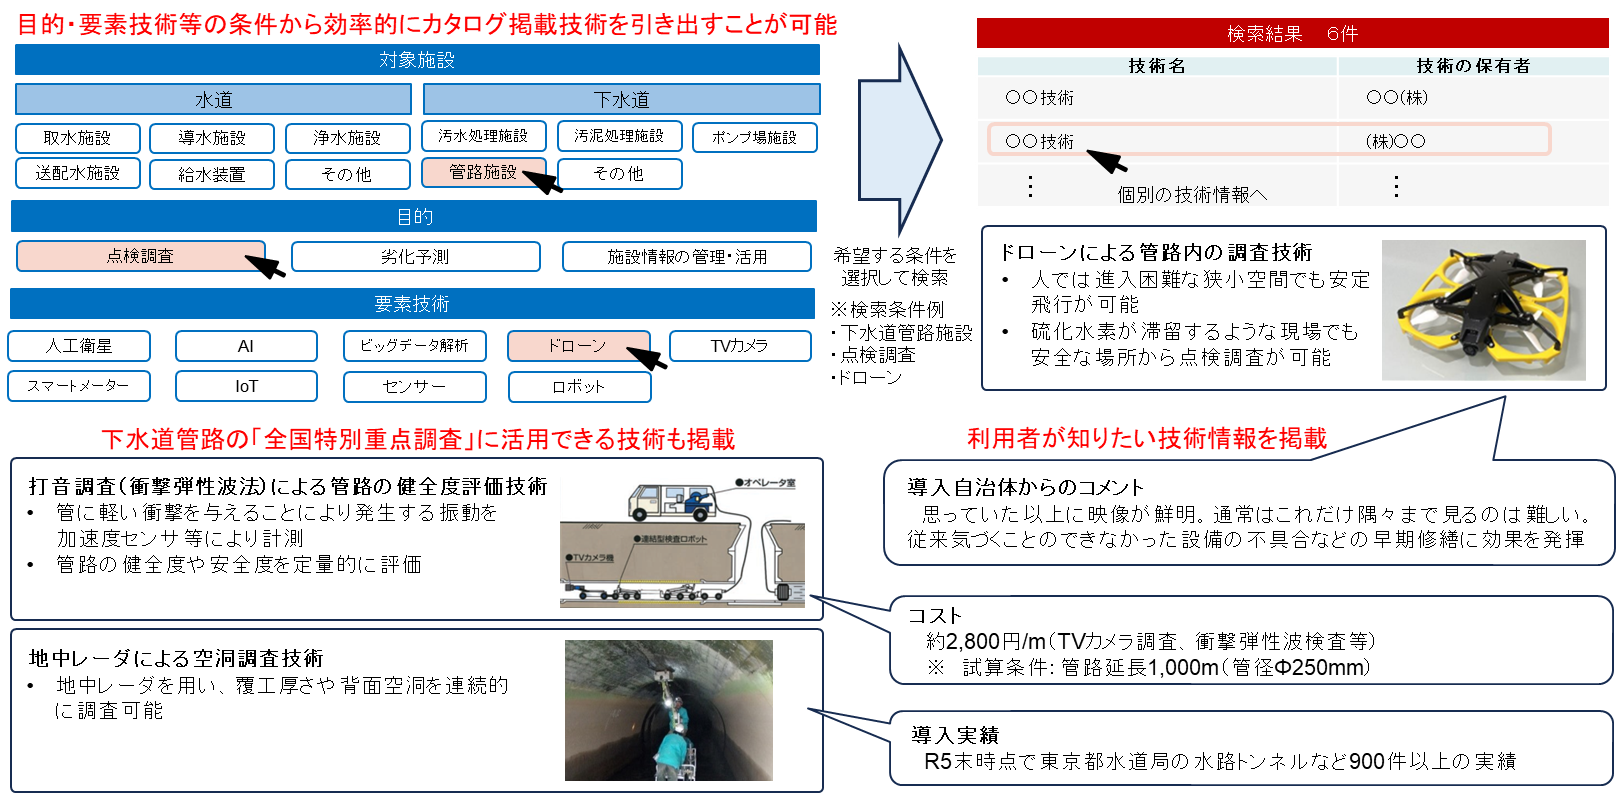 目的・要素技術等の条件から効率的にカタログ掲載技術を引き出すことが可能
対象施設
水道
下水道
取水施設
導水施設
浄水施設
汚水処理施設
汚泥処理施設
ポンプ場施設
送配水施設
給水装置
その他
管路施設
その他
目的
点検調査
劣化予測
施設情報の管理・活用
要素技術
人工衛星
AI
ビッグデータ解析
ドローン
TVカメラ
スマートメーター
IoT
センサー
ロボット
希望する条件を
選択して検索
※検索条件例
・下水道管路施設
・点検調査
・ドローン
検索結果　6件
技術名
技術の保有者
〇〇技術
〇〇(株)
〇〇技術
(株)〇〇
⋮
⋮
個別の技術情報へ
ドローンによる管路内の調査技術
• 人では進入困難な狭小空間でも安定
飛行が可能
• 硫化水素が滞留するような現場でも
安全な場所から点検調査が可能
下水道管路の「全国特別重点調査」に活用できる技術も掲載
打音調査(衝撃弾性波法)による管路の健全度評価技術
• 管に軽い衝撃を与えることにより発生する振動を
加速度センサ等により計測
• 管路の健全度や安全度を定量的に評価
●オペレータ室
●連結型検査ロボット
●TVカメラ機
地中レーダによる空洞調査技術
• 地中レーダを用い、覆工厚さや背面空洞を連続的
に調査可能
利用者が知りたい技術情報を掲載
導入自治体からのコメント
思っていた以上に映像が鮮明。通常はこれだけ隅々まで見るのは難しい。
従来気づくことのできなかった設備の不具合などの早期修繕に効果を発揮
コスト
約2,800円/m(TVカメラ調査、衝撃弾性波検査等)
※　試算条件：管路延長1,000m(管径Φ250mm)
導入実績
R5末時点で東京都水道局の水路トンネルなど900件以上の実績